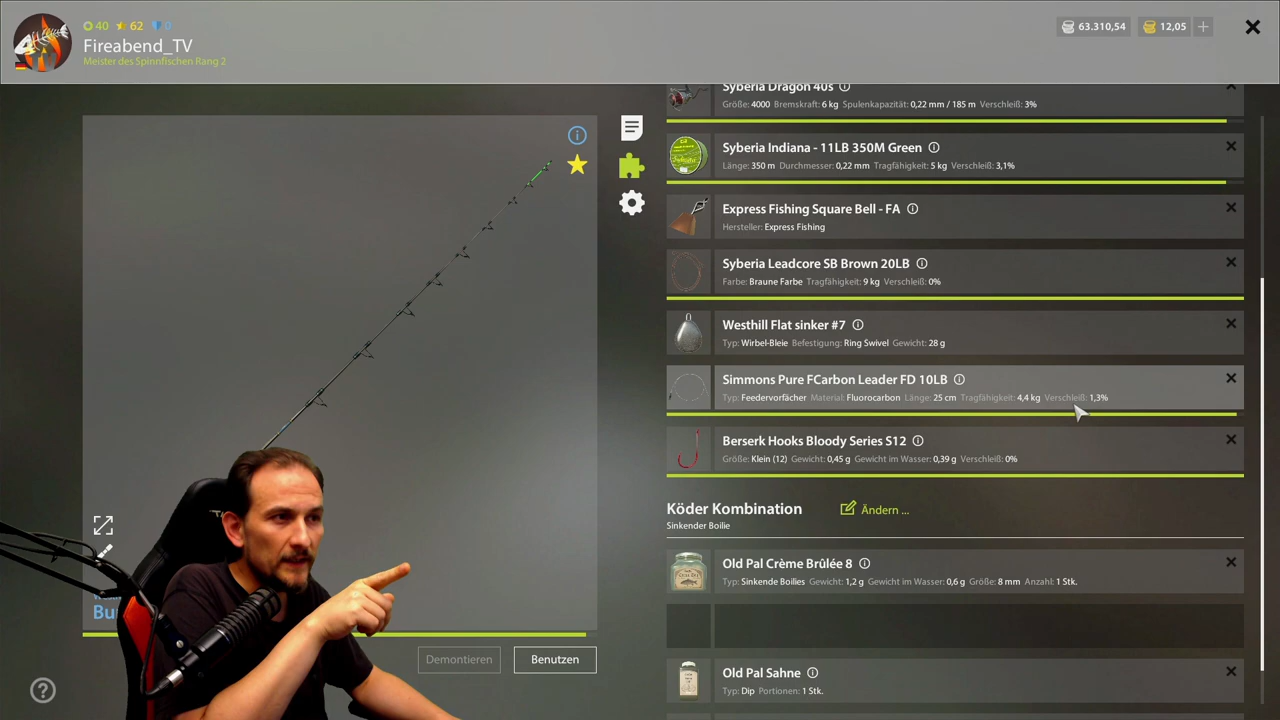 40 62 0
Fireabend_TV
Meister des Spinnfischen Rang 2
63.310,54 12,05
Syberia Dragon 40s
Größe: 4000 Bremskraft: 6 kg Spulenkapazität: 0,22 mm / 185 m Verschleiß: 3%
Syberia Indiana - 11LB 350M Green
Länge: 350 m Durchmesser: 0,22 mm Tragfähigkeit: 5 kg Verschleiß: 3,1%
Express Fishing Square Bell - FA
Hersteller: Express Fishing
Syberia Leadcore SB Brown 20LB
Farbe: Braune Farbe Tragfähigkeit: 9 kg Verschleiß: 0%
Westhill Flat sinker #7
Typ: Wirbel-Bleie Befestigung: Ring Swivel Gewicht: 28 g
Simmons Pure FCarbon Leader FD 10LB
Typ: Feedervorfächer Material: Fluorocarbon Länge: 25 cm Tragfähigkeit: 4,4 kg Verschleiß: 1,3%
Berserk Hooks Bloody Series S12
Größe: Klein (12) Gewicht: 0,45 g Gewicht im Wasser: 0,39 g Verschleiß: 0%
Köder Kombination Ändern ...
Sinkender Boilie
Old Pal Crème Brûlée 8
Typ: Sinkende Boilies Gewicht: 1,2 g Gewicht im Wasser: 0,6 g Größe: 8 mm Anzahl: 1 Stk.
Bu
Demontieren Benutzen
Old Pal Sahne
Typ: Dip Portionen: 1 Stk.